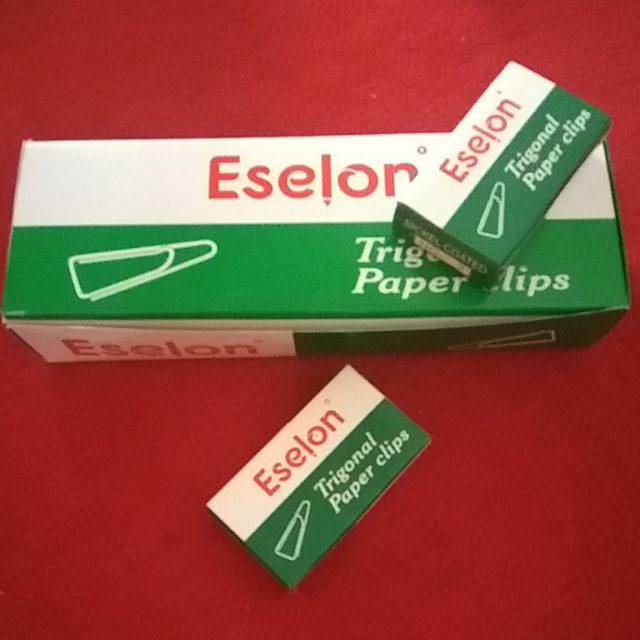 Eselon
Trigonal
Paper clips
NICKEL COATED
Eselon
Trigo
Paper clips
Eselon
Eselon
Trigonal
Paper clips